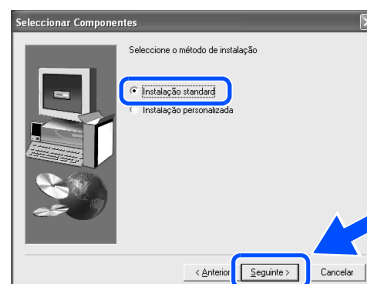 Seleccionar Componentes
Seleccione o método de instalação
Instalação standard
Instalação personalizada
< Anterior
Seguinte >
Cancelar